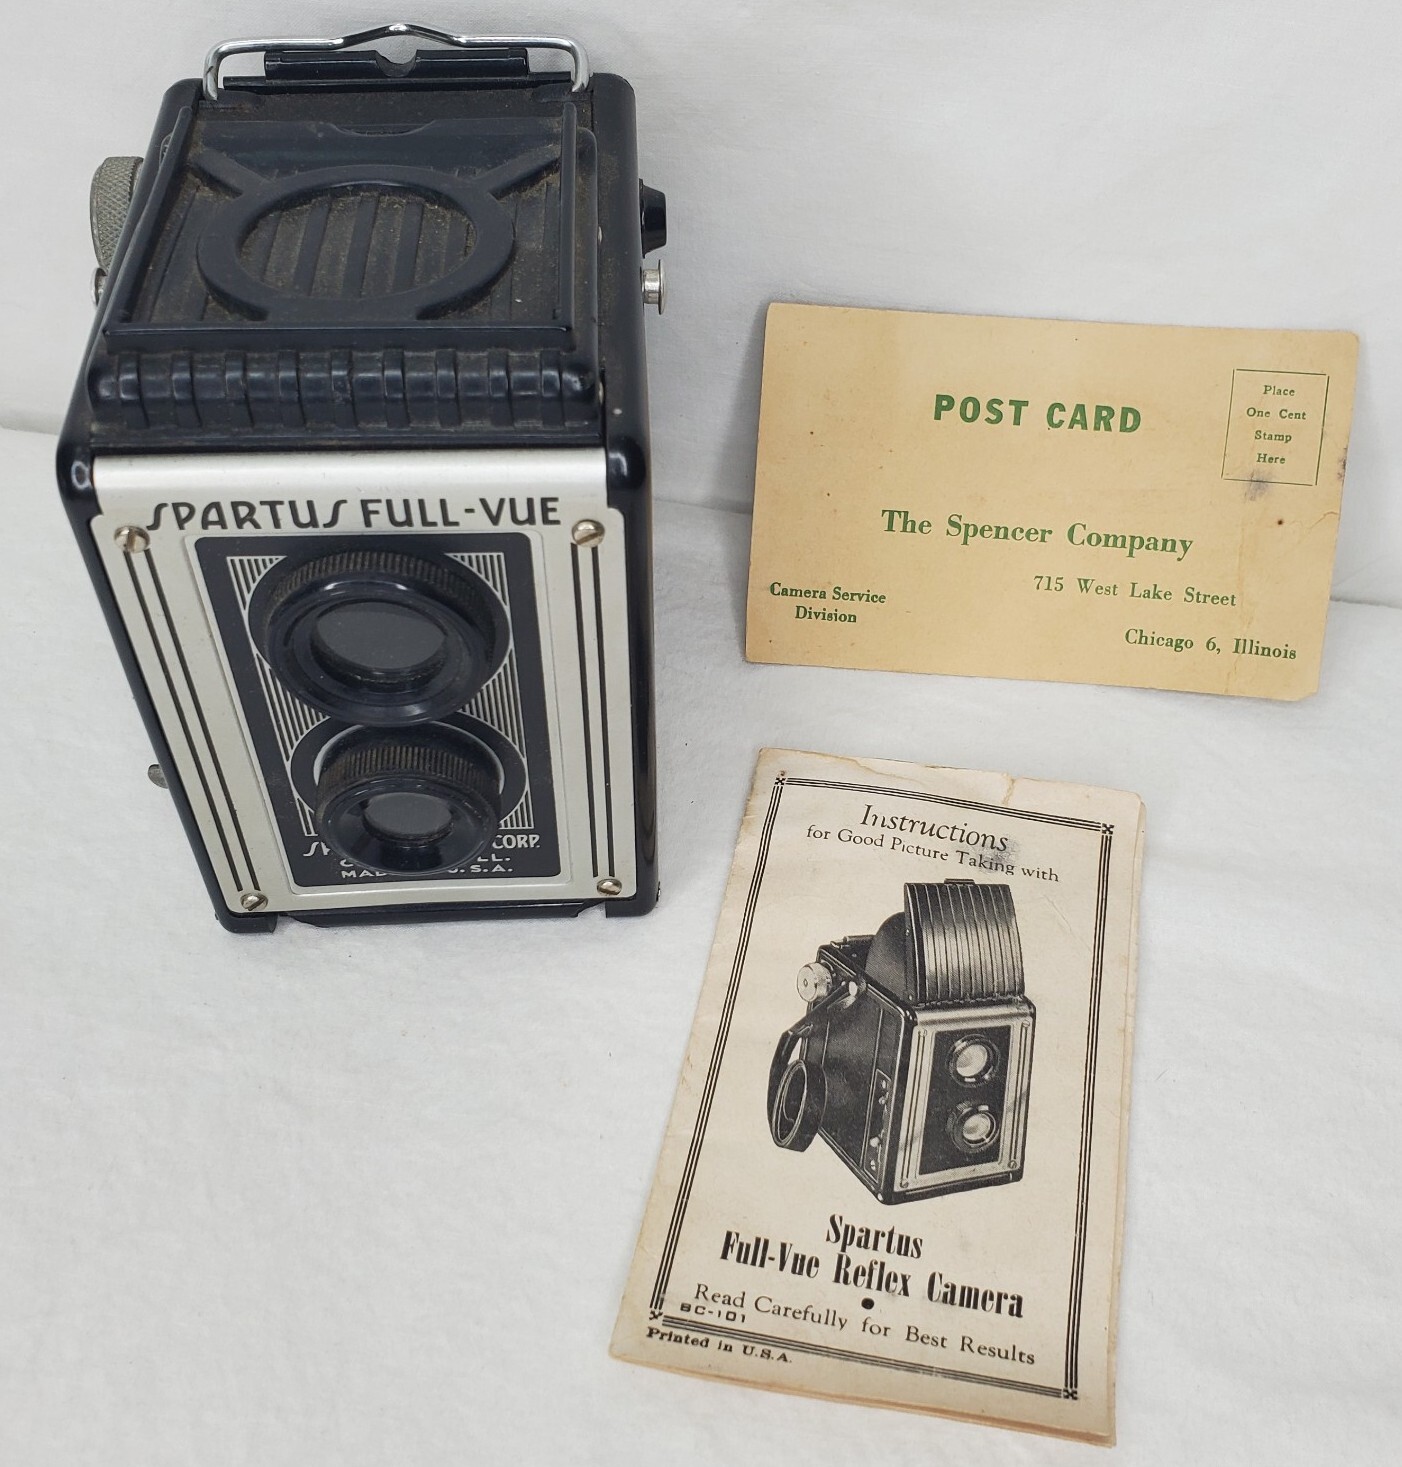 SPARTUS FULL-VUE
CORP.
U.S.A.
POST CARD
Place
One Cent
Stamp
Here
The Spencer Company
715 West Lake Street
Camera Service
Division
Chicago 6, Illinois
Instructions
for Good Picture Taking with
Spartus
Full-Vue Reflex Camera
Read Carefully for Best Results
BC-101
Printed in U.S.A.